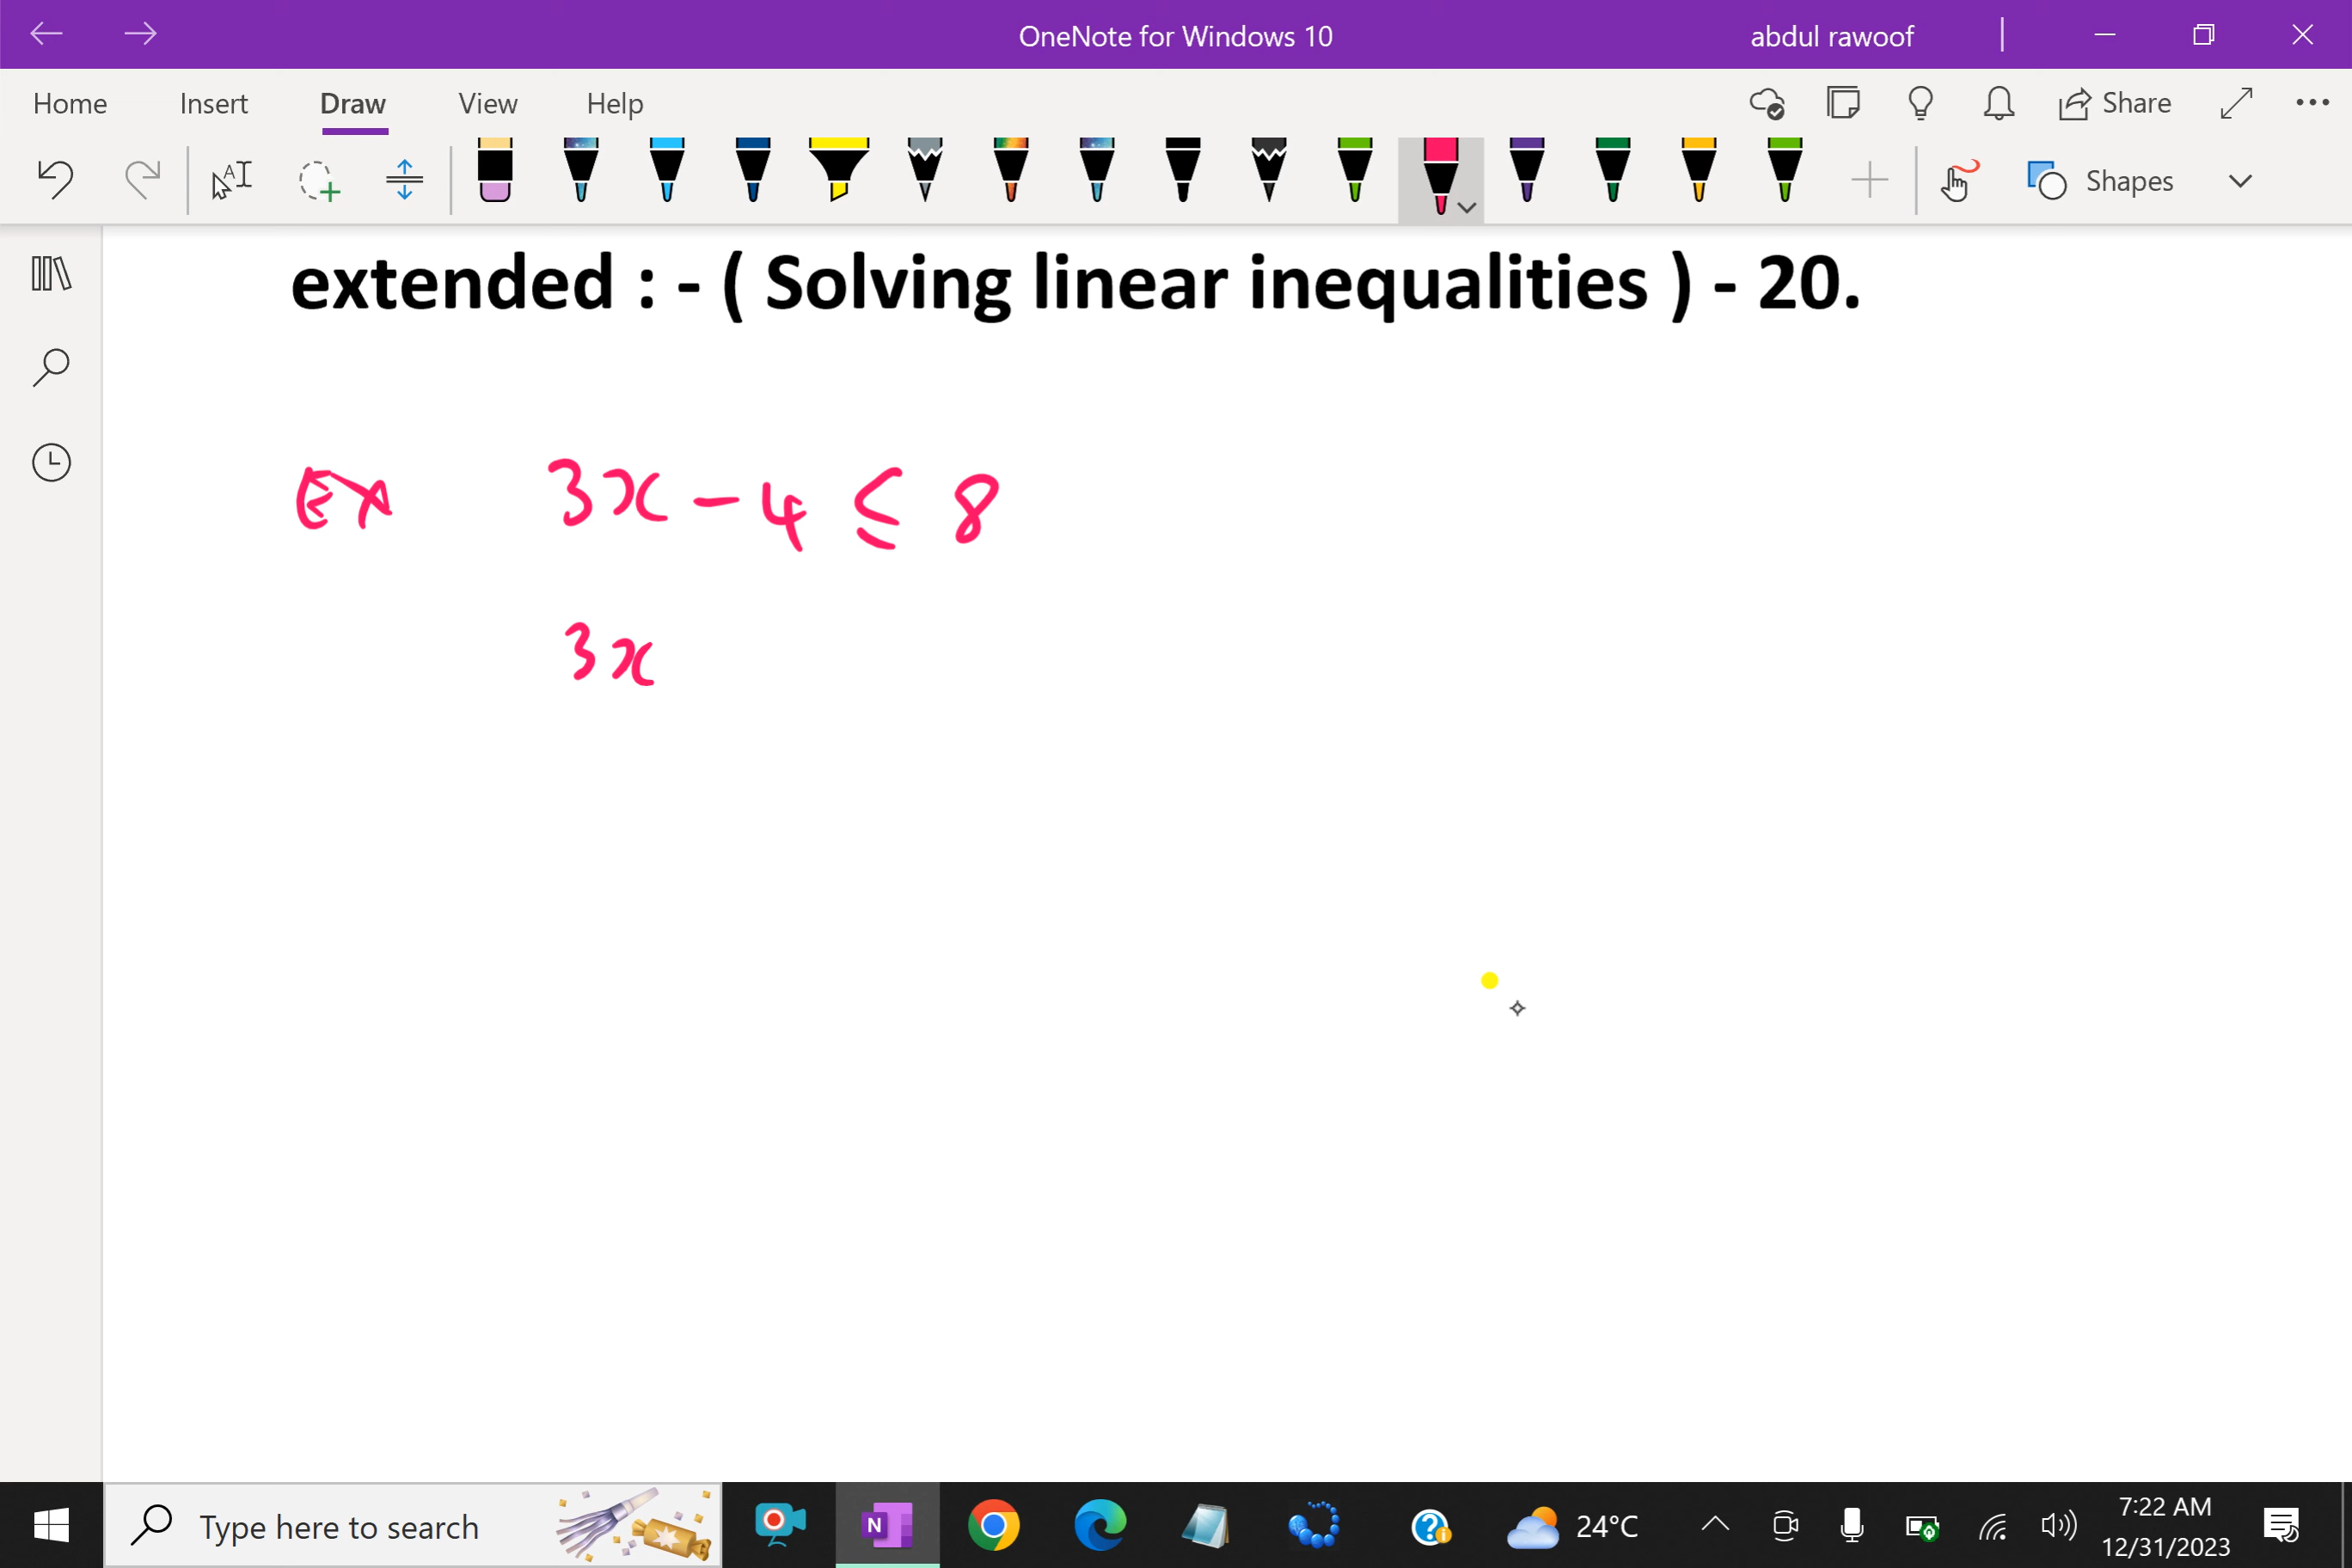 OneNote for Windows 10
abdul rawoof
Home Insert Draw View Help
Share
Shapes
extended : - ( Solving linear inequalities ) - 20.
Ex 3x - 4 ≤ 8
3x
Type here to search
24°C
7:22 AM
12/31/2023